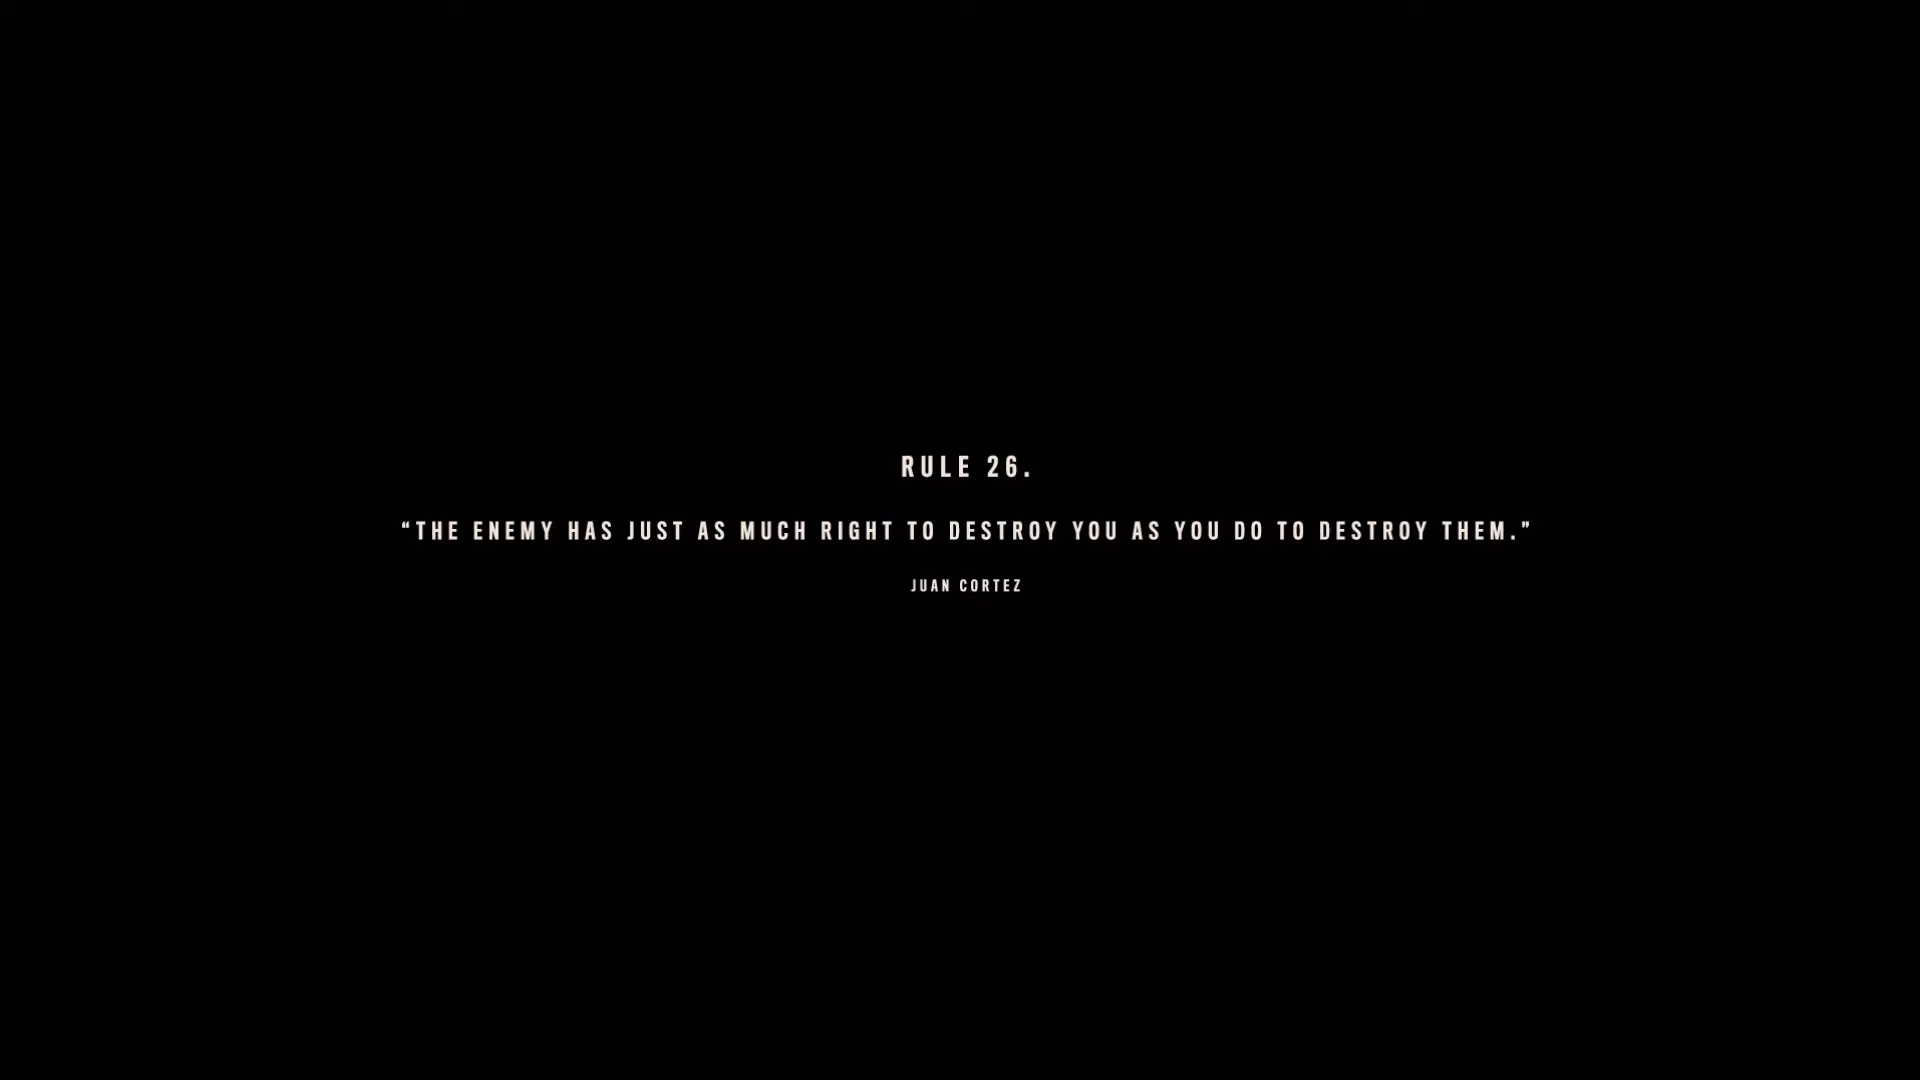 RULE 26.
“THE ENEMY HAS JUST AS MUCH RIGHT TO DESTROY YOU AS YOU DO TO DESTROY THEM.”
JUAN CORTEZ